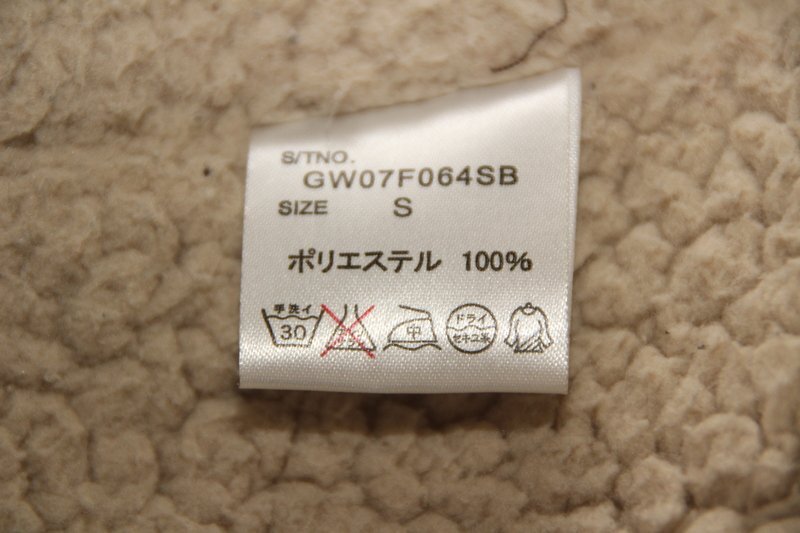 S/TNO.
GW07F064SB
SIZE S
ポリエステル 100%
手洗イ
30
中
ドライ
セキユ系